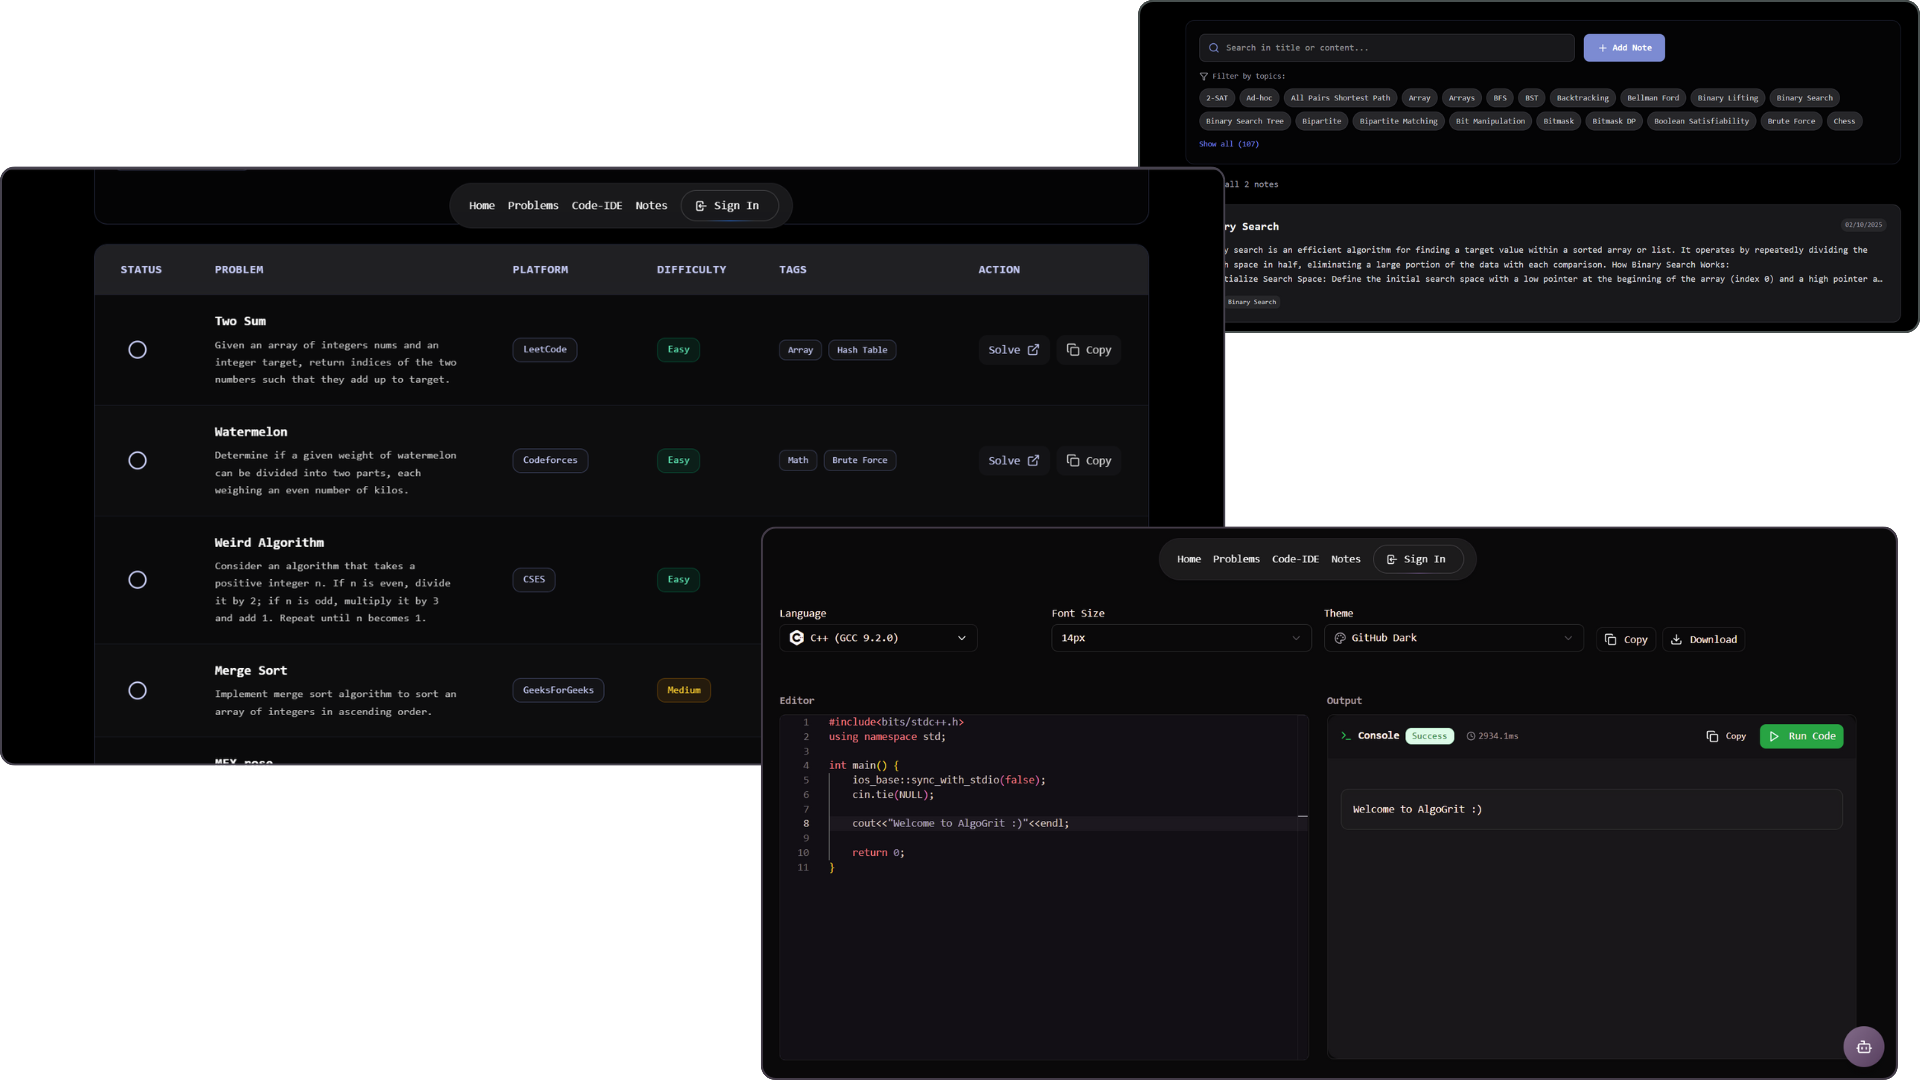 Search in title or content...
Add Note
Filter by topics:
2-SAT Ad-hoc All Pairs Shortest Path Array Arrays BFS BST Backtracking Bellman Ford Binary Lifting Binary Search
Binary Search Tree Bipartite Bipartite Matching Bit Manipulation Bitmask Bitmask DP Boolean Satisfiability Brute Force Chess
Show all (107)
all 2 notes
ry Search
02/10/2025
y search is an efficient algorithm for finding a target value within a sorted array or list. It operates by repeatedly dividing the
h space in half, eliminating a large portion of the data with each comparison. How Binary Search Works:
tialize Search Space: Define the initial search space with a low pointer at the beginning of the array (index 0) and a high pointer a…
Binary Search
Home Problems Code-IDE Notes Sign In
STATUS PROBLEM PLATFORM DIFFICULTY TAGS ACTION
Two Sum
Given an array of integers nums and an
integer target, return indices of the two
numbers such that they add up to target.
LeetCode Easy Array Hash Table Solve Copy
Watermelon
Determine if a given weight of watermelon
can be divided into two parts, each
weighing an even number of kilos.
Codeforces Easy Math Brute Force Solve Copy
Weird Algorithm
Consider an algorithm that takes a
positive integer n. If n is even, divide
it by 2; if n is odd, multiply it by 3
and add 1. Repeat until n becomes 1.
CSES Easy
Merge Sort
Implement merge sort algorithm to sort an
array of integers in ascending order.
GeeksForGeeks Medium
Home Problems Code-IDE Notes Sign In
Language
C++ (GCC 9.2.0)
Font Size
14px
Theme
GitHub Dark
Copy Download
Editor
1 #include<bits/stdc++.h>
2 using namespace std;
3
4 int main() {
5 ios_base::sync_with_stdio(false);
6 cin.tie(NULL);
7
8 cout<<"Welcome to AlgoGrit :)"<<endl;
9
10 return 0;
11 }
Output
>_ Console Success 2934.1ms Copy Run Code
Welcome to AlgoGrit :)